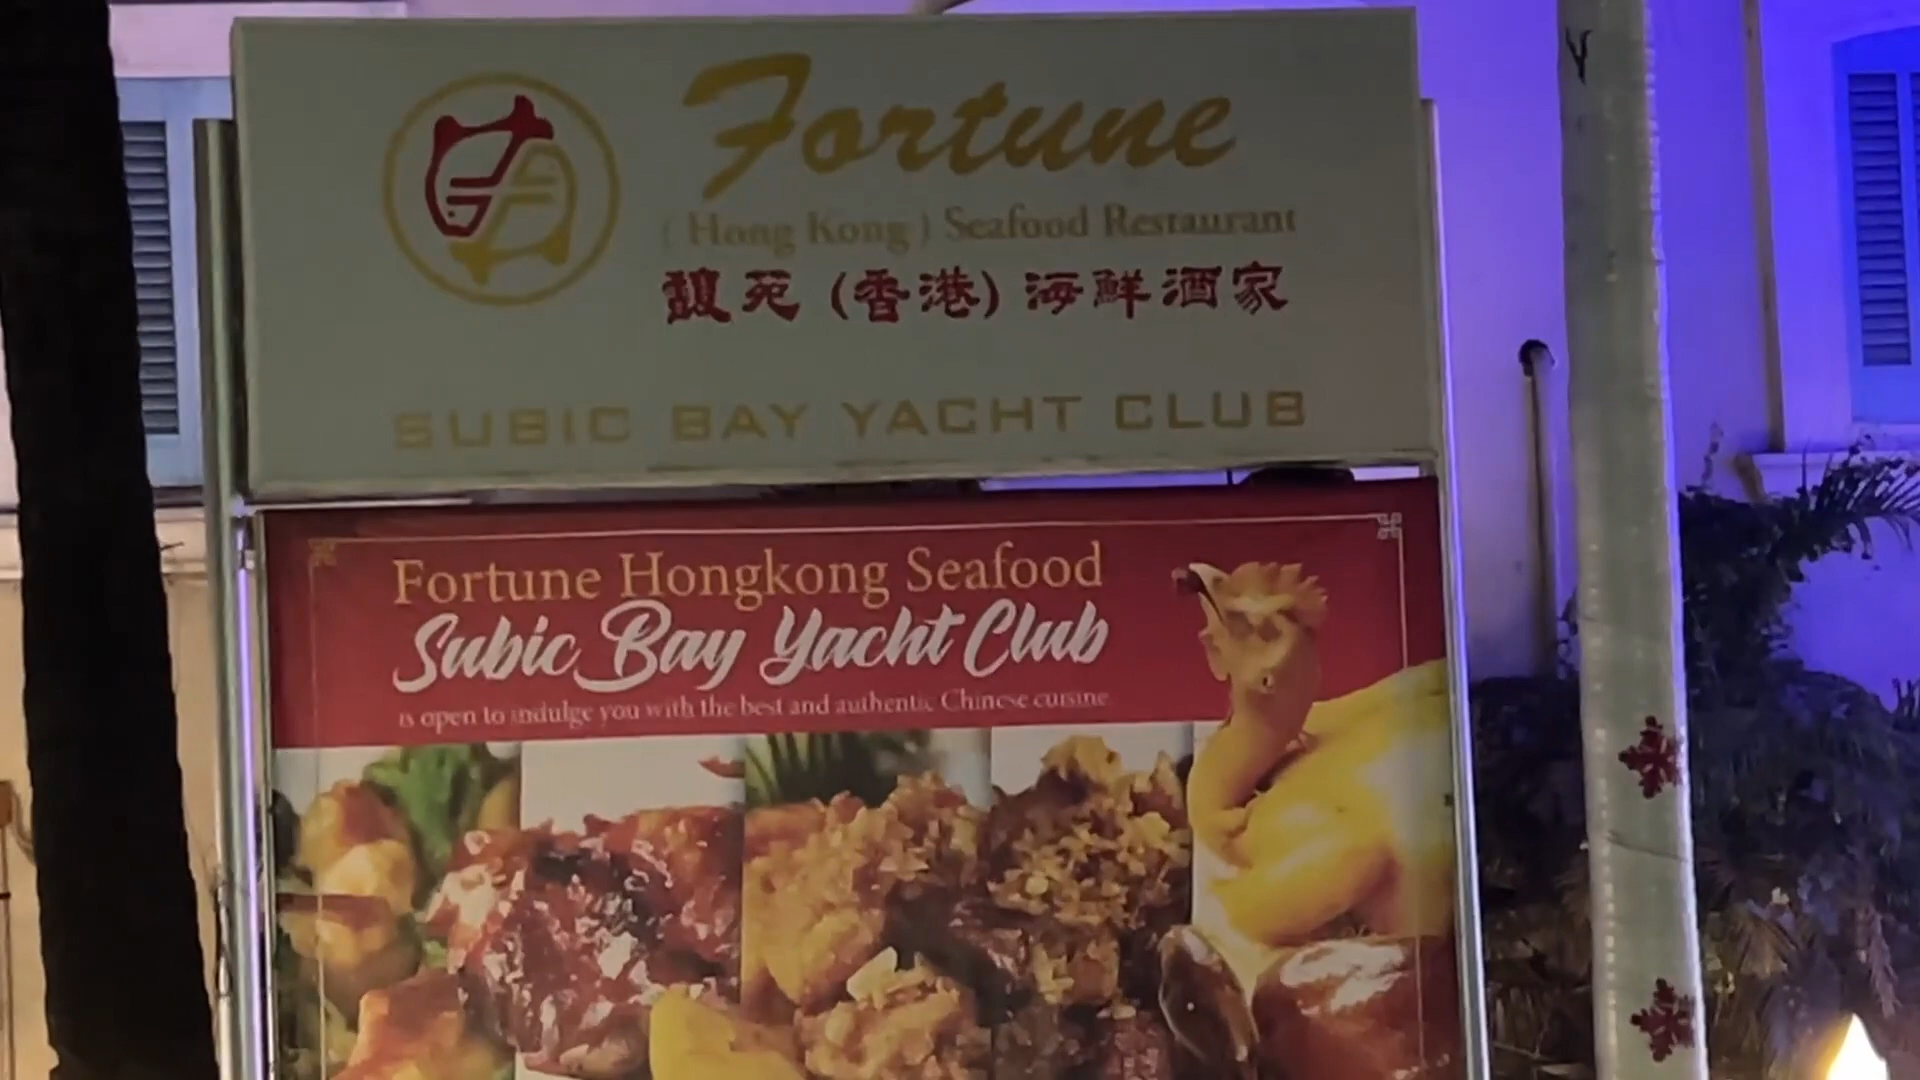 Fortune
( Hong Kong ) Seafood Restaurant
馥苑 (香港) 海鮮酒家
SUBIC BAY YACHT CLUB
Fortune Hongkong Seafood
Subic Bay Yacht Club
is open to indulge you with the best and authentic Chinese cuisine